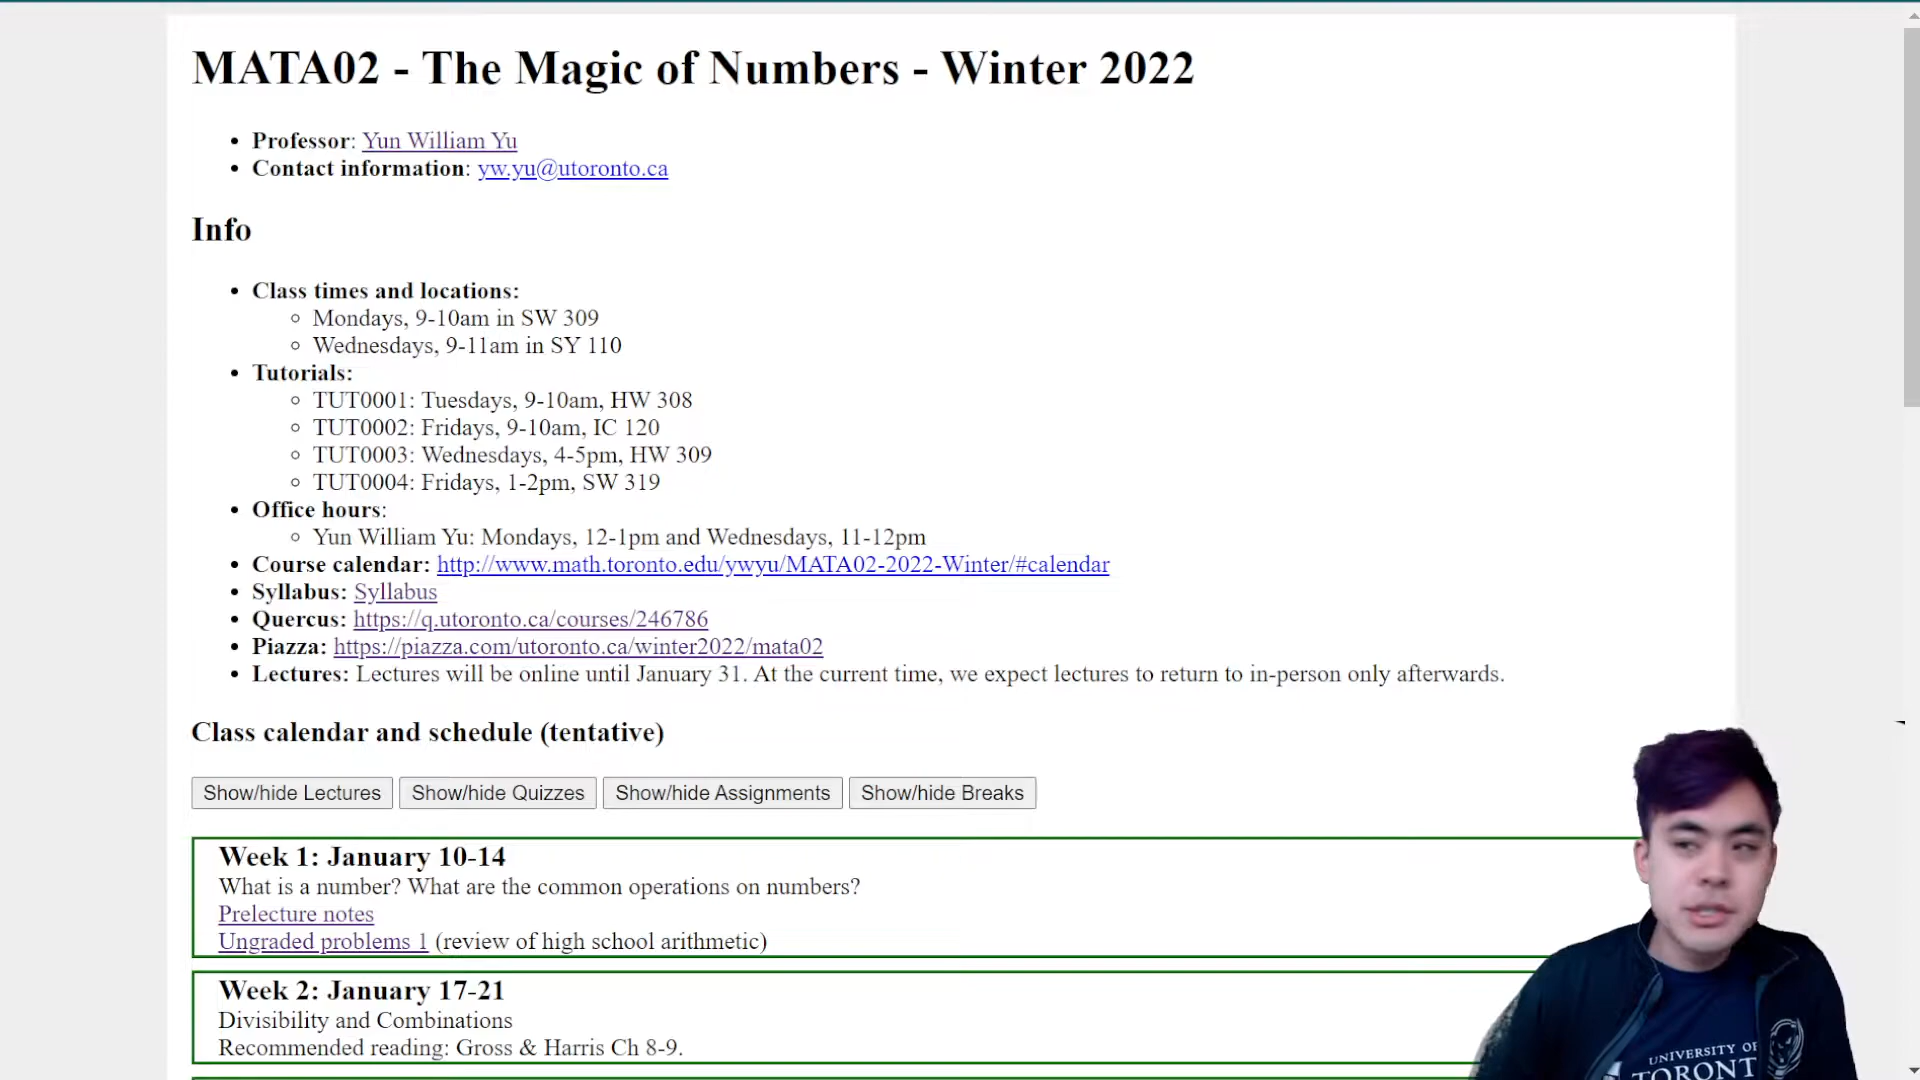 MATA02 - The Magic of Numbers - Winter 2022
Professor: Yun William Yu
Contact information: yw.yu@utoronto.ca
Info
Class times and locations:
Mondays, 9-10am in SW 309
Wednesdays, 9-11am in SY 110
Tutorials:
TUT0001: Tuesdays, 9-10am, HW 308
TUT0002: Fridays, 9-10am, IC 120
TUT0003: Wednesdays, 4-5pm, HW 309
TUT0004: Fridays, 1-2pm, SW 319
Office hours:
Yun William Yu: Mondays, 12-1pm and Wednesdays, 11-12pm
Course calendar: http://www.math.toronto.edu/ywyu/MATA02-2022-Winter/#calendar
Syllabus: Syllabus
Quercus: https://q.utoronto.ca/courses/246786
Piazza: https://piazza.com/utoronto.ca/winter2022/mata02
Lectures: Lectures will be online until January 31. At the current time, we expect lectures to return to in-person only afterwards.
Class calendar and schedule (tentative)
Show/hide Lectures Show/hide Quizzes Show/hide Assignments Show/hide Breaks
Week 1: January 10-14
What is a number? What are the common operations on numbers?
Prelecture notes
Ungraded problems 1 (review of high school arithmetic)
Week 2: January 17-21
Divisibility and Combinations
Recommended reading: Gross & Harris Ch 8-9.
UNIVERSITY OF
TORONT